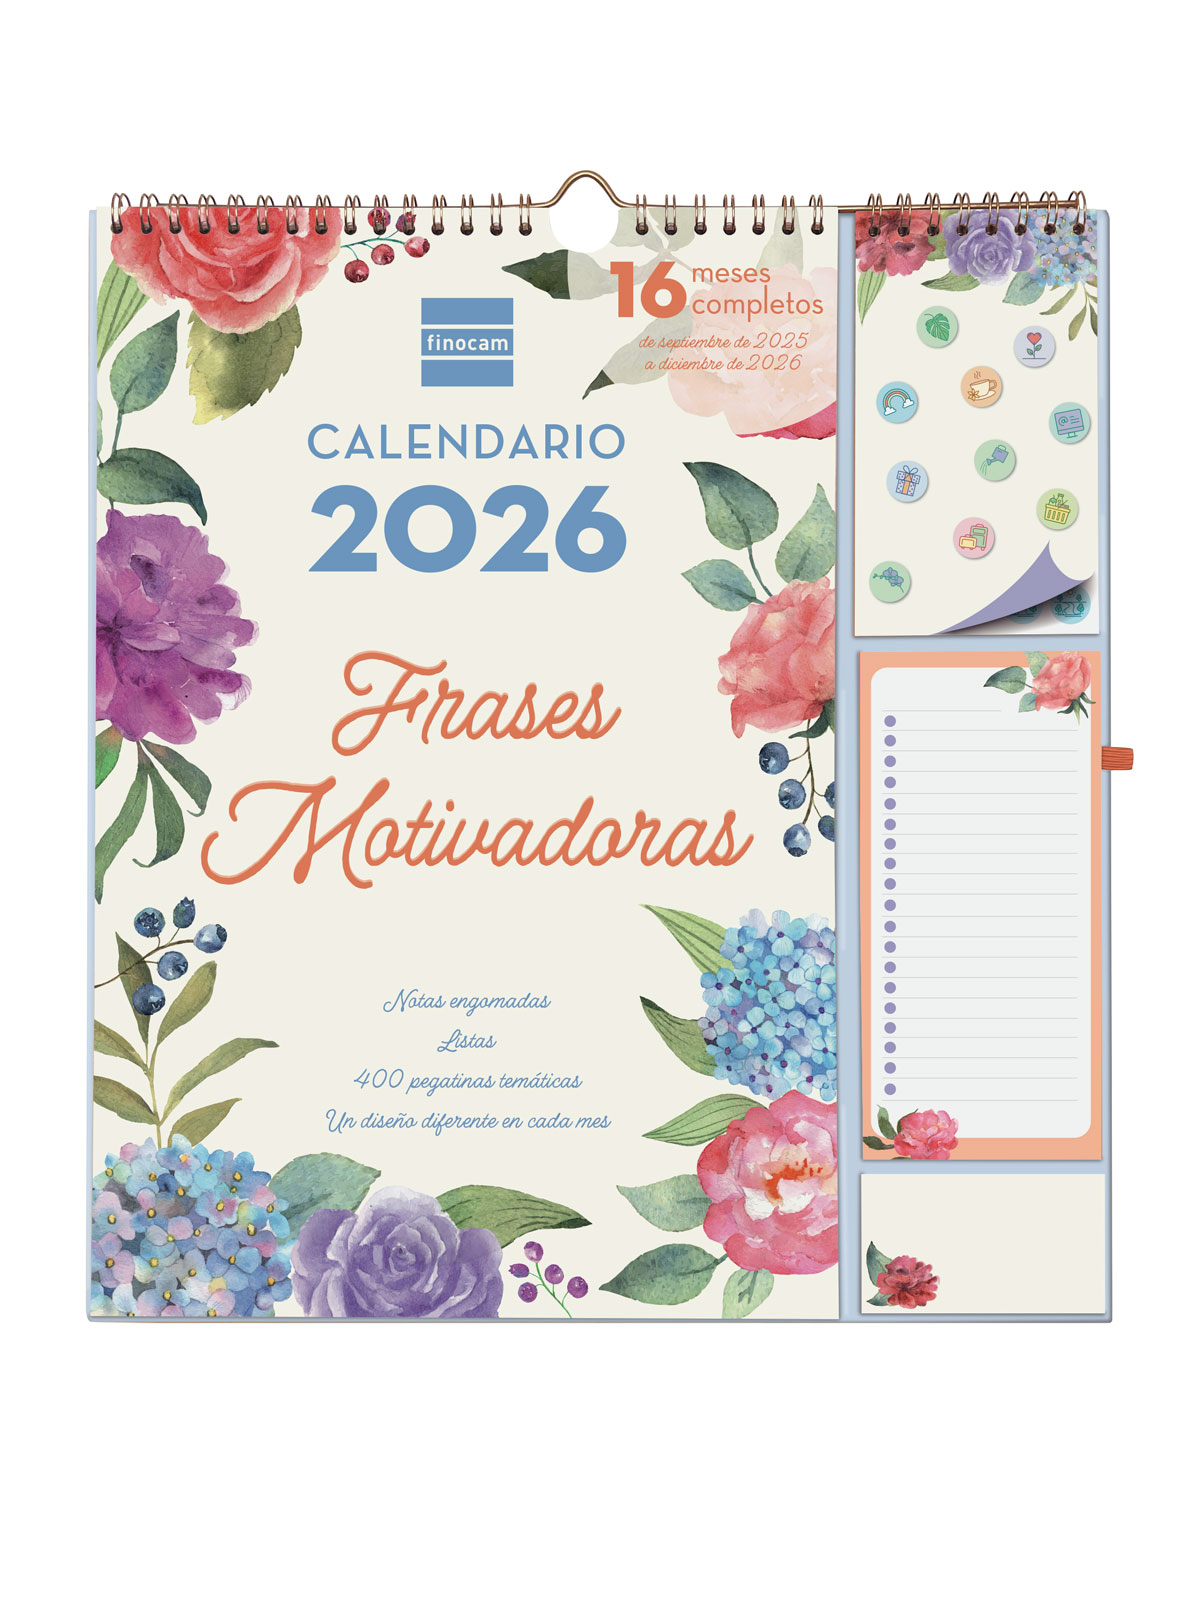 16 meses
completos
de septiembre de 2025
a diciembre de 2026
finocam
CALENDARIO
2026
Frases
Motivadoras
Notas engomadas
Listas
400 pegatinas temáticas
Un diseño diferente en cada mes